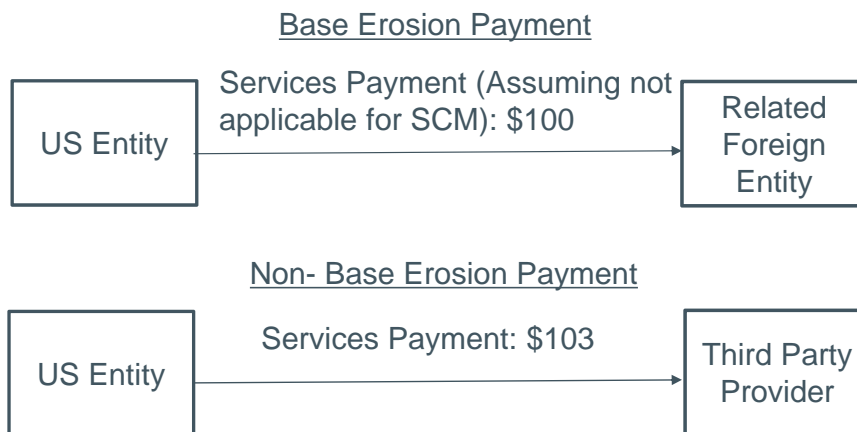 Base Erosion Payment
Services Payment (Assuming not
applicable for SCM): $100
US Entity
Related
Foreign
Entity
Non- Base Erosion Payment
Services Payment: $103
US Entity
Third Party
Provider